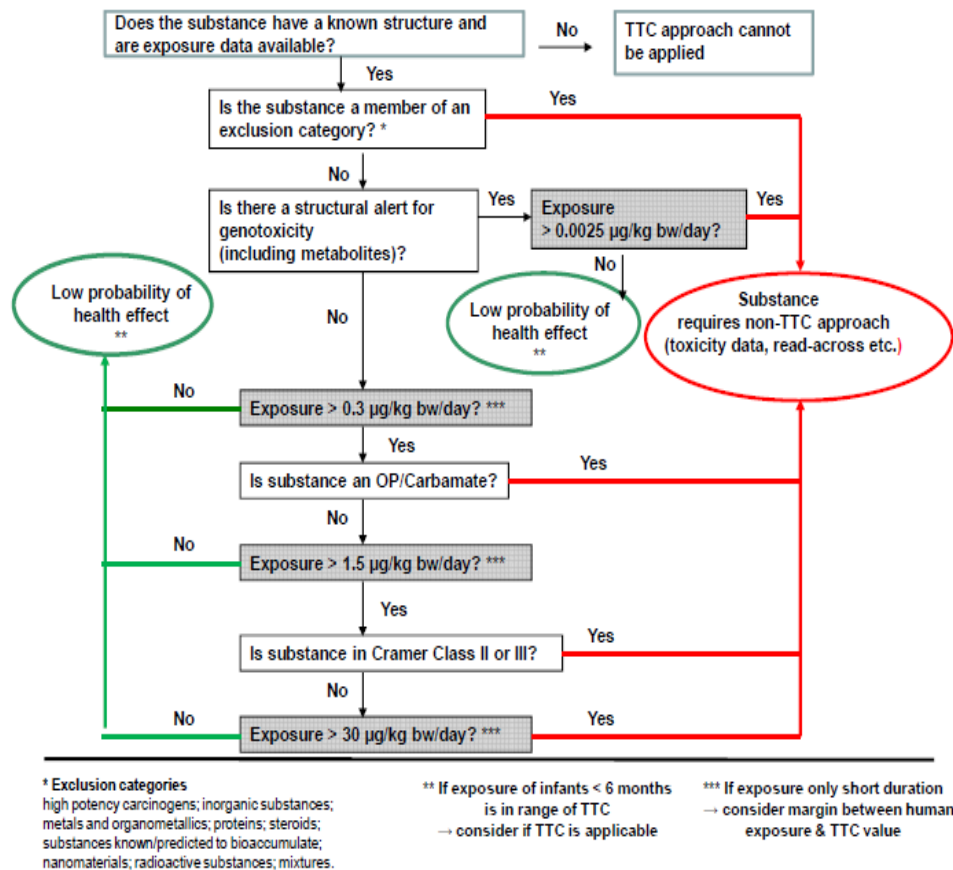 Does the substance have a known structure and
are exposure data available?
No
TTC approach cannot
be applied
Yes
Is the substance a member of an
exclusion category? *
Yes
No
Is there a structural alert for
genotoxicity
(including metabolites)?
Yes
Exposure
> 0.0025 µg/kg bw/day?
Yes
No
Low probability of
health effect
**
No
Low probability of
health effect
**
Substance
requires non-TTC approach
(toxicity data, read-across etc.)
No
Exposure > 0.3 µg/kg bw/day? ***
Yes
Is substance an OP/Carbamate?
Yes
No
No
Exposure > 1.5 µg/kg bw/day? ***
Yes
Is substance in Cramer Class II or III?
Yes
No
No
Exposure > 30 µg/kg bw/day? ***
Yes
* Exclusion categories
high potency carcinogens; inorganic substances;
metals and organometallics; proteins; steroids;
substances known/predicted to bioaccumulate;
nanomaterials; radioactive substances; mixtures.
** If exposure of infants < 6 months
is in range of TTC
→ consider if TTC is applicable
*** If exposure only short duration
→ consider margin between human
exposure & TTC value